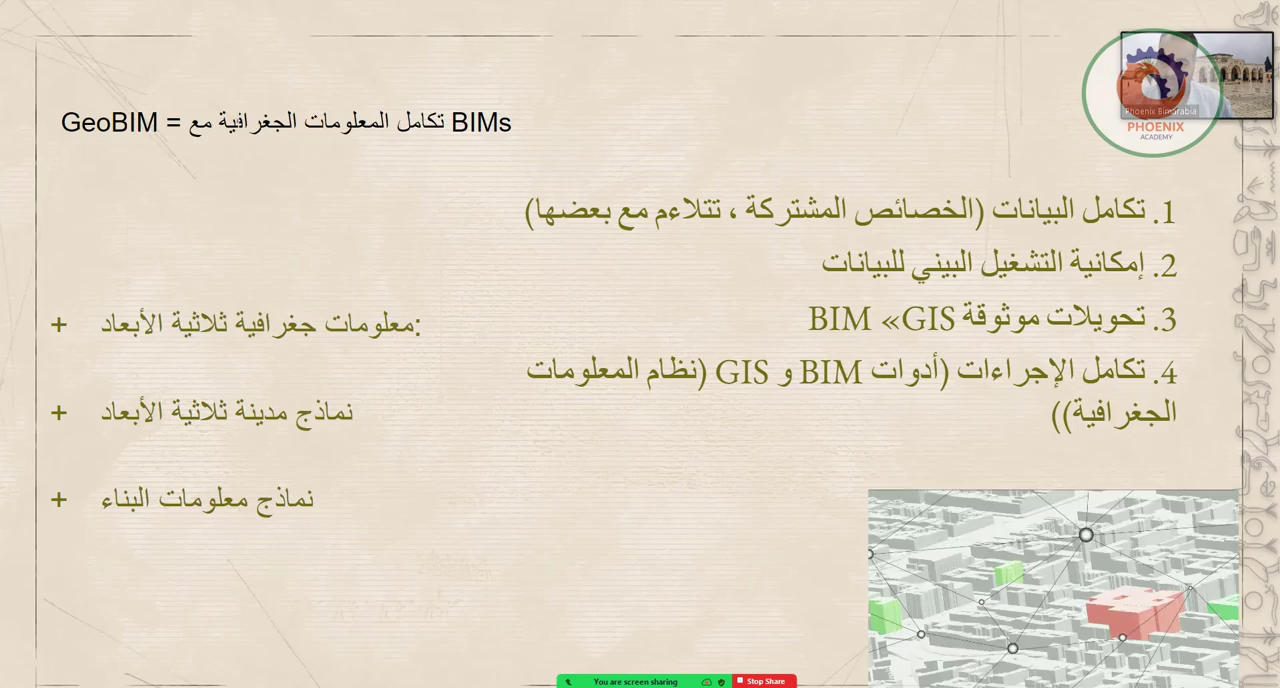 GeoBIM = تكامل المعلومات الجغرافية مع BIMs
Phoenix Bimarabia
PHOENIX
ACADEMY
1. تكامل البيانات (الخصائص المشتركة ، تتلاءم مع بعضها)
2. إمكانية التشغيل البيني للبيانات
3. تحويلات موثوقة BIM «GIS
4. تكامل الإجراءات (أدوات BIM و GIS (نظام المعلومات
الجغرافية))
+ معلومات جغرافية ثلاثية الأبعاد:
+ نماذج مدينة ثلاثية الأبعاد
+ نماذج معلومات البناء
You are screen sharing
Stop Share